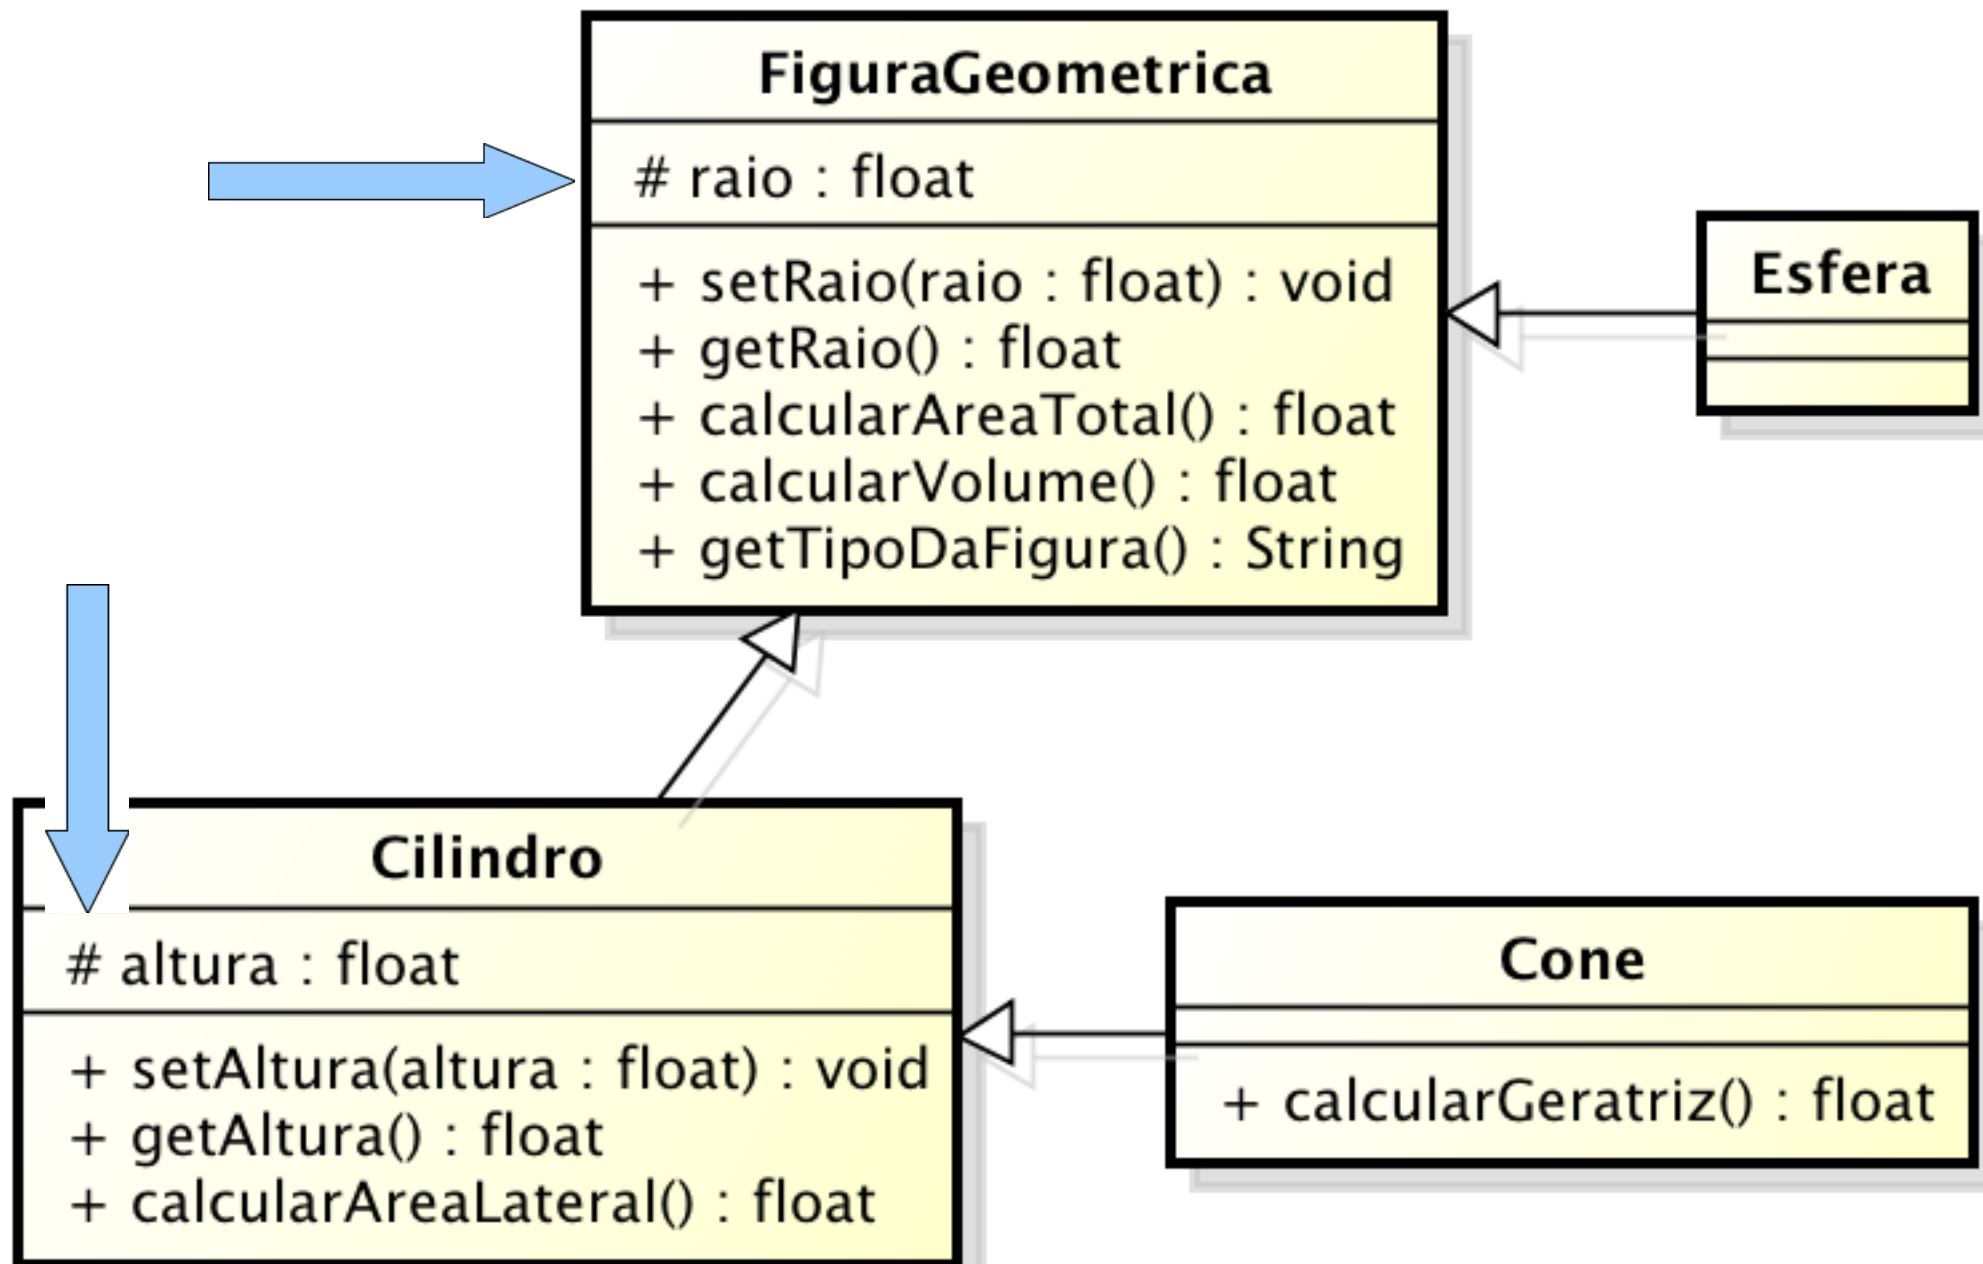 FiguraGeometrica
# raio : float
+ setRaio(raio : float) : void
+ getRaio() : float
+ calcularAreaTotal() : float
+ calcularVolume() : float
+ getTipoDaFigura() : String
Esfera
Cilindro
# altura : float
+ setAltura(altura : float) : void
+ getAltura() : float
+ calcularAreaLateral() : float
Cone
+ calcularGeratriz() : float